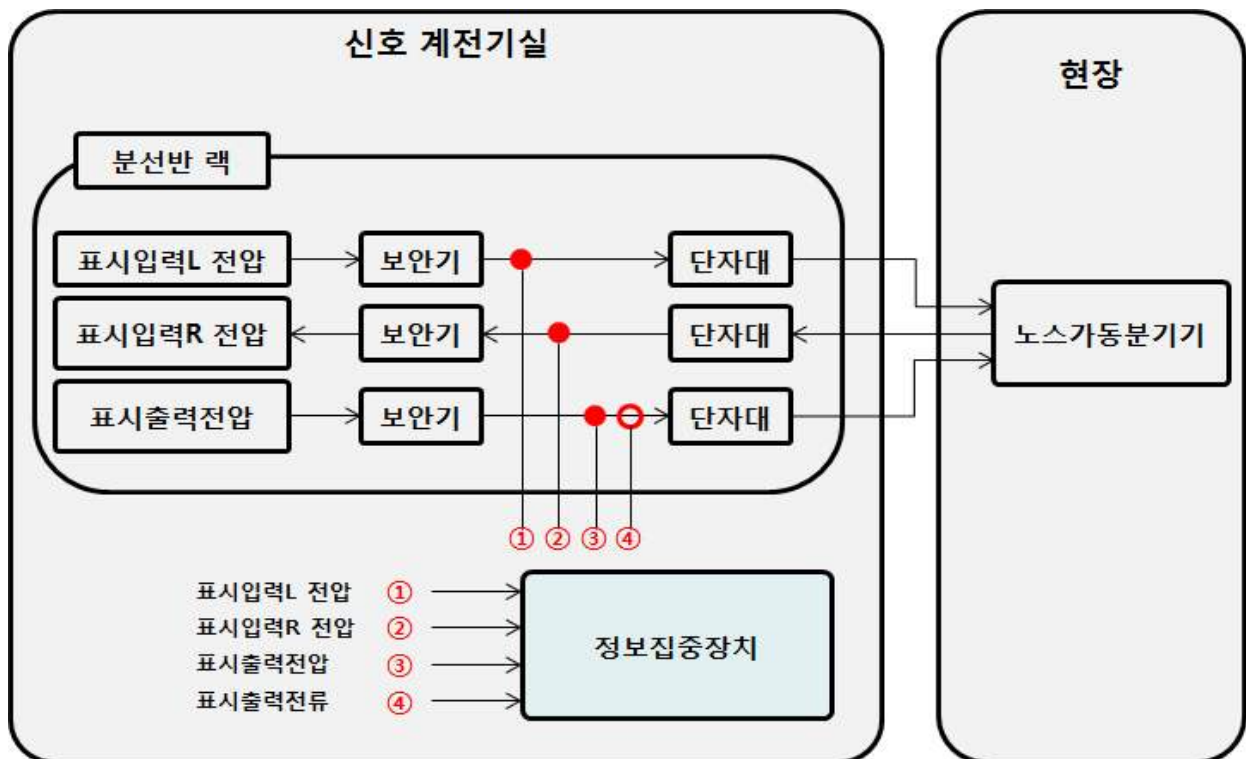 신호 계전기실
현장
분선반 랙
표시입력L 전압
보안기
단자대
표시입력R 전압
보안기
단자대
노스가동분기기
표시출력전압
보안기
단자대
① ② ③ ④
표시입력L 전압 ①
표시입력R 전압 ②
표시출력전압 ③
표시출력전류 ④
정보집중장치